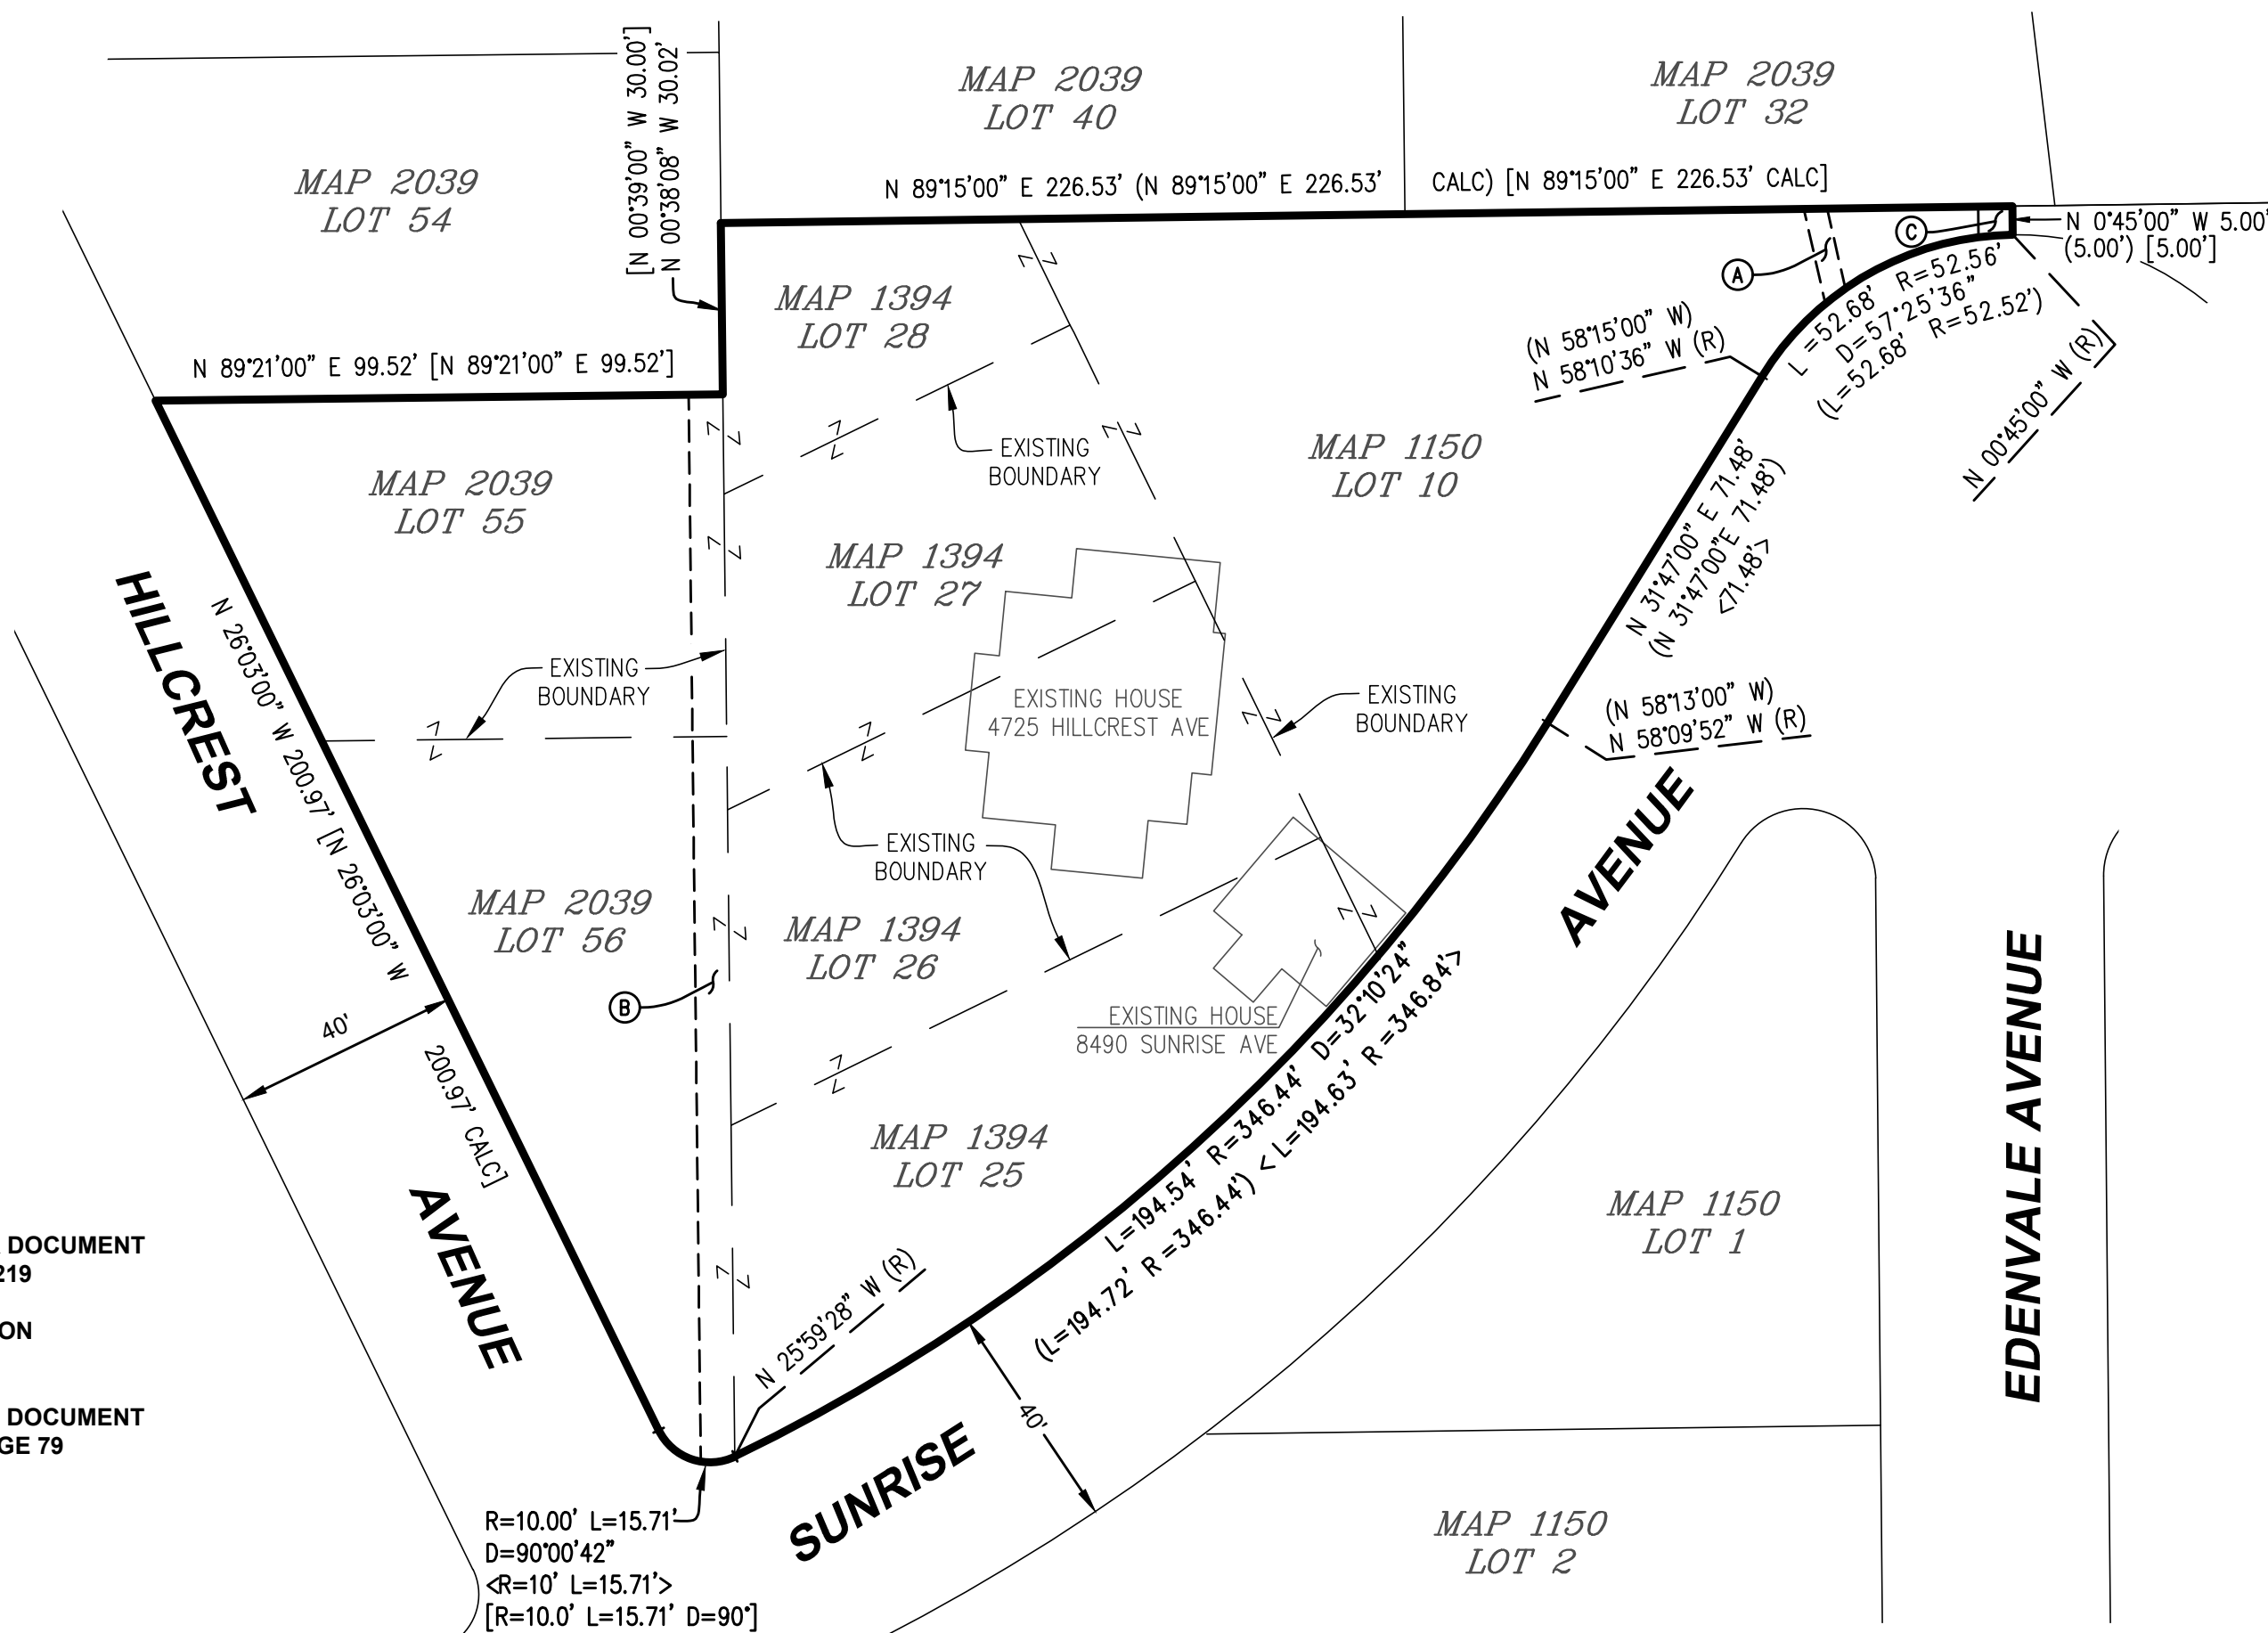 [N 00°39'00" W 30.00']
N 00°38'08" W 30.02'
MAP 2039
LOT 40
MAP 2039
LOT 32
MAP 2039
LOT 54
N 89°15'00" E 226.53' (N 89°15'00" E 226.53' CALC) [N 89°15'00" E 226.53' CALC]
N 0°45'00" W 5.00'
(5.00') [5.00']
C
A
MAP 1394
LOT 28
L=52.68' R=52.56'
D=57°25'36"
(L=52.68' R=52.52')
(N 58°15'00" W)
N 58°10'36" W (R)
N 00°45'00" W (R)
N 89°21'00" E 99.52' [N 89°21'00" E 99.52']
EXISTING
BOUNDARY
MAP 1150
LOT 10
MAP 2039
LOT 55
N 31°47'00" E 71.48'
(N 31°47'00"E 71.48')
<71.48'>
MAP 1394
LOT 27
HILLCREST
N 26°03'00" W 200.97' [N 26°03'00" W
200.97' CALC]
EXISTING
BOUNDARY
EXISTING HOUSE
4725 HILLCREST AVE
EXISTING
BOUNDARY
(N 58°13'00" W)
N 58°09'52" W (R)
AVENUE
EXISTING
BOUNDARY
MAP 2039
LOT 56
MAP 1394
LOT 26
B
40'
EXISTING HOUSE
8490 SUNRISE AVE
L=194.54' R=346.44' D=32°10'24"
(L=194.72' R =346.44') < L=194.63' R =346.84'>
EDENVALE AVENUE
MAP 1394
LOT 25
MAP 1150
LOT 1
AVENUE
DOCUMENT
219
ON
DOCUMENT
GE 79
N 25°59'28" W (R)
40'
SUNRISE
R=10.00' L=15.71'
D=90°00'42"
<R=10' L=15.71'>
[R=10.0' L=15.71' D=90°]
MAP 1150
LOT 2